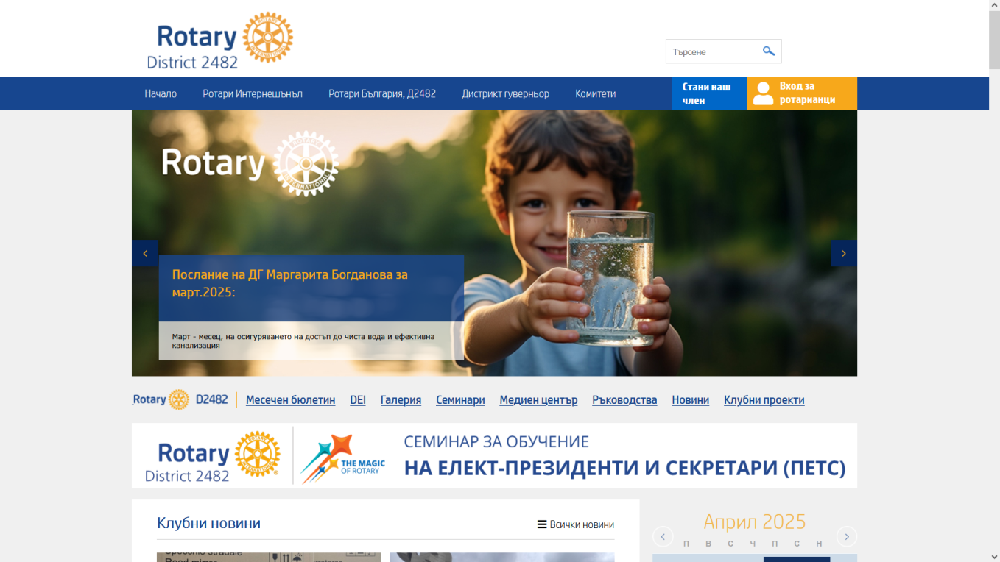 Rotary
District 2482
Търсене
Начало
Ротари Интернешънъл
Ротари България, Д2482
Дистрикт гуверньор
Комитети
Стани наш
член
Вход за
ротарианци
Rotary
ROTARY
INTERNATIONAL
Послание на ДГ Маргарита Богданова за
март.2025:
Март - месец, на осигуряването на достъп до чиста вода и ефективна
канализация
Rotary D2482
Месечен бюлетин
DEI
Галерия
Семинари
Медиен център
Ръководства
Новини
Клубни проекти
Rotary
District 2482
THE MAGIC
OF ROTARY
СЕМИНАР ЗА ОБУЧЕНИЕ
НА ЕЛЕКТ-ПРЕЗИДЕНТИ И СЕКРЕТАРИ (ПЕТС)
Клубни новини
Всички новини
Април 2025
П В С Ч П С Н